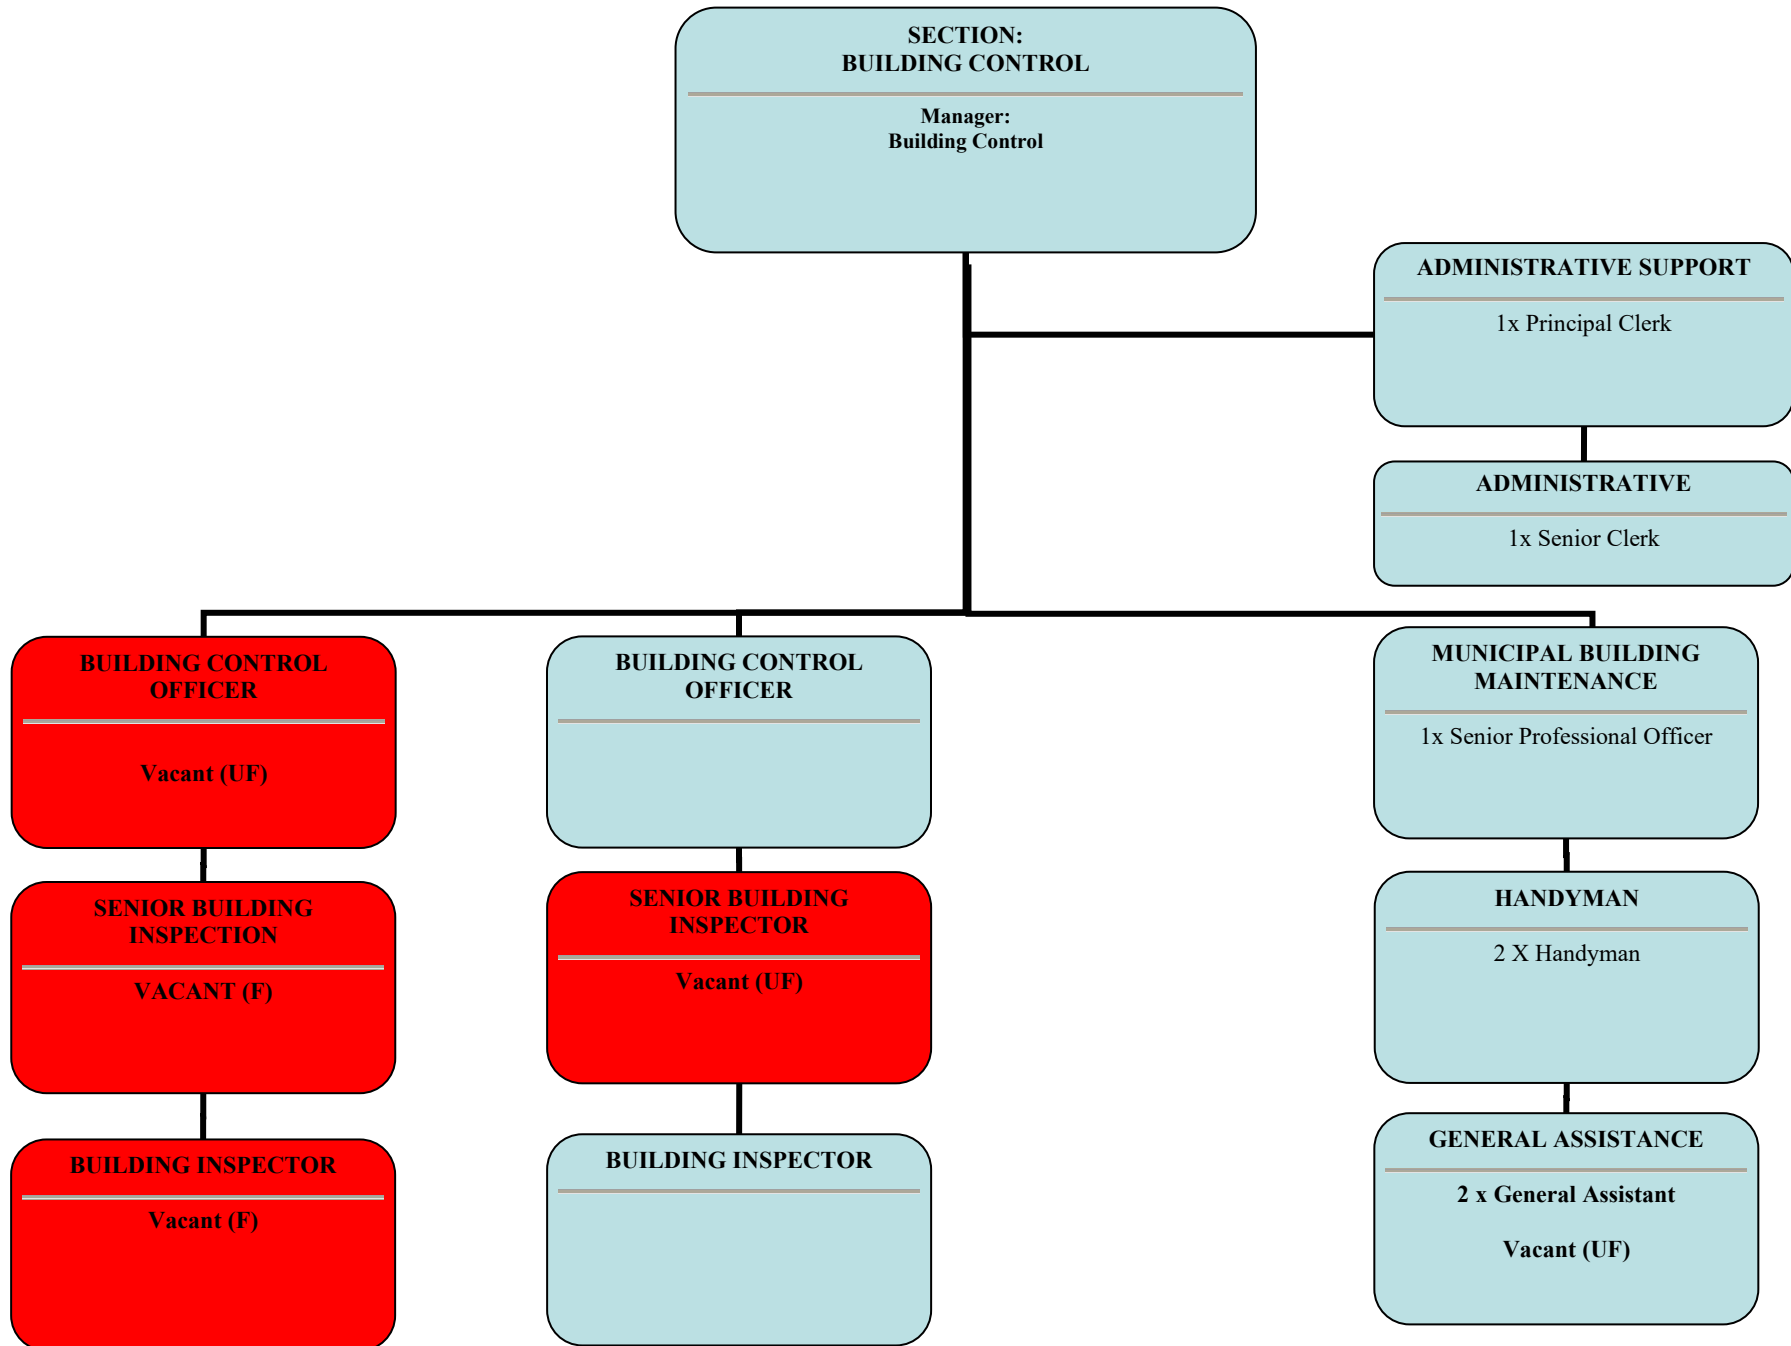 SECTION:
BUILDING CONTROL
Manager:
Building Control
ADMINISTRATIVE SUPPORT
1x Principal Clerk
ADMINISTRATIVE
1x Senior Clerk
BUILDING CONTROL
OFFICER
Vacant (UF)
BUILDING CONTROL
OFFICER
MUNICIPAL BUILDING
MAINTENANCE
1x Senior Professional Officer
SENIOR BUILDING
INSPECTION
VACANT (F)
SENIOR BUILDING
INSPECTOR
Vacant (UF)
HANDYMAN
2 X Handyman
BUILDING INSPECTOR
Vacant (F)
BUILDING INSPECTOR
GENERAL ASSISTANCE
2 x General Assistant
Vacant (UF)